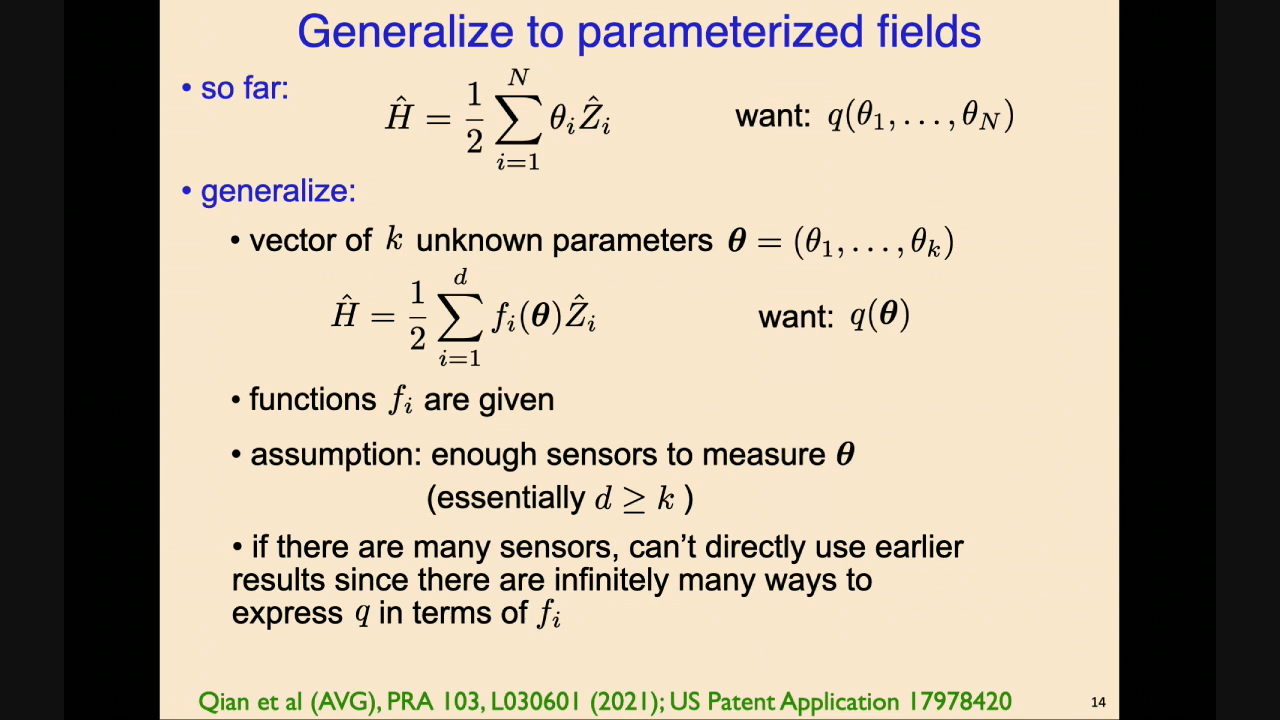 Generalize to parameterized fields
• so far: Ĥ = 1/2 ∑_{i=1}^{N} θ_i Ẑ_i want: q(θ_1, . . . , θ_N)
• generalize:
• vector of k unknown parameters θ = (θ_1, . . . , θ_k)
Ĥ = 1/2 ∑_{i=1}^{d} f_i(θ) Ẑ_i want: q(θ)
• functions f_i are given
• assumption: enough sensors to measure θ
(essentially d ≥ k )
• if there are many sensors, can’t directly use earlier
results since there are infinitely many ways to
express q in terms of f_i
Qian et al (AVG), PRA 103, L030601 (2021); US Patent Application 17978420
14